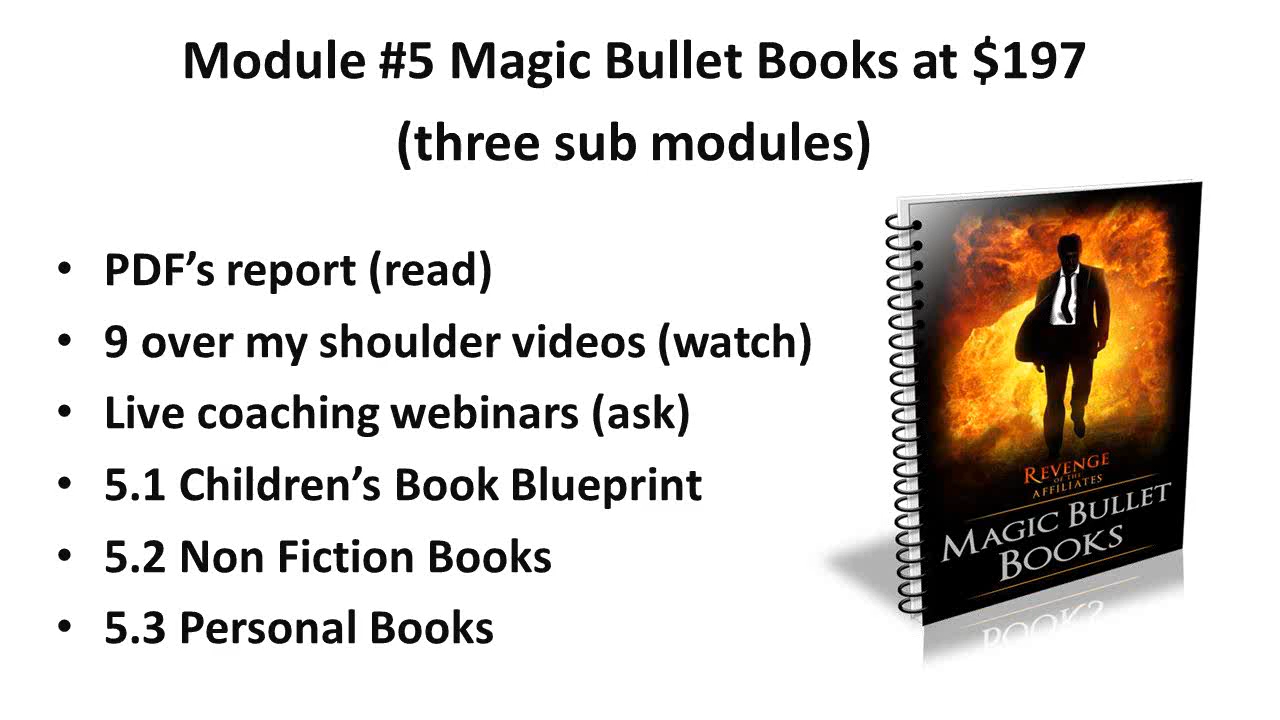 Module #5 Magic Bullet Books at $197
(three sub modules)
• PDF’s report (read)
• 9 over my shoulder videos (watch)
• Live coaching webinars (ask)
• 5.1 Children’s Book Blueprint
• 5.2 Non Fiction Books
• 5.3 Personal Books
REVENGE
OF THE
AFFILIATES
MAGIC BULLET
BOOKS